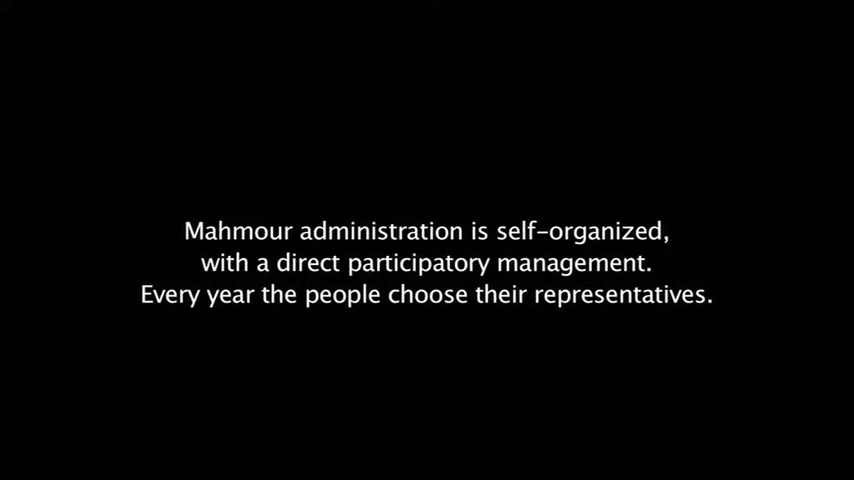 Mahmour administration is self-organized,
with a direct participatory management.
Every year the people choose their representatives.